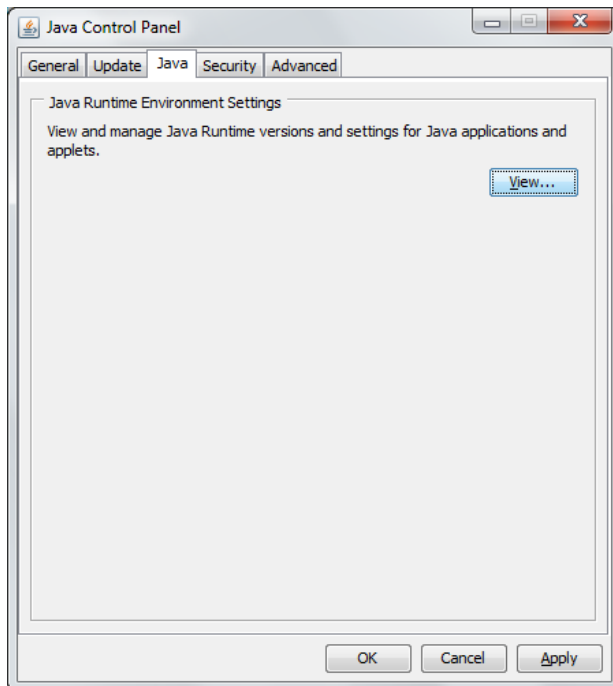 Java Control Panel
General Update Java Security Advanced
Java Runtime Environment Settings
View and manage Java Runtime versions and settings for Java applications and
applets.
View...
OK Cancel Apply